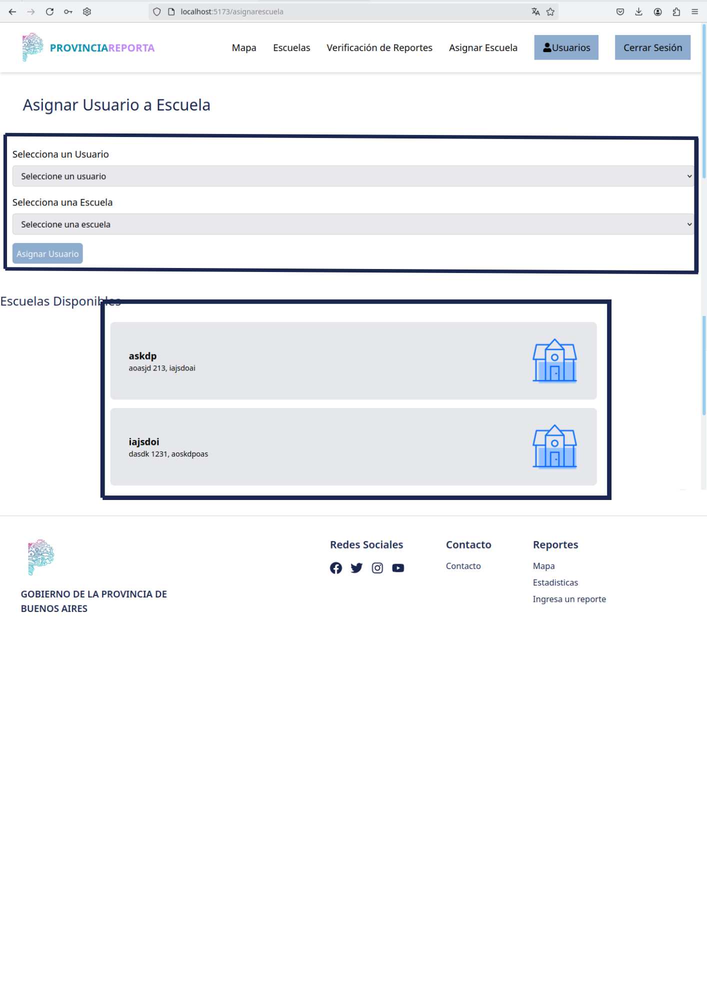 localhost:5173/asignarescuela
PROVINCIAREPORTA
Mapa
Escuelas
Verificación de Reportes
Asignar Escuela
Usuarios
Cerrar Sesión
Asignar Usuario a Escuela
Selecciona un Usuario
Seleccione un usuario
Selecciona una Escuela
Seleccione una escuela
Asignar Usuario
Escuelas Disponibles
askdp
aoasjd 213, iajsdoai
iajsdoi
dasdk 1231, aoskdpoas
GOBIERNO DE LA PROVINCIA DE
BUENOS AIRES
Redes Sociales
Contacto
Contacto
Reportes
Mapa
Estadisticas
Ingresa un reporte